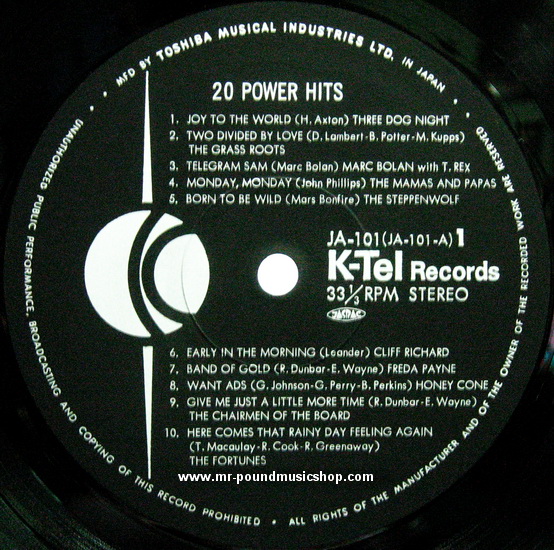 • MFD BY TOSHIBA MUSICAL INDUSTRIES LTD. IN JAPAN •
20 POWER HITS
1. JOY TO THE WORLD (H. Axton) THREE DOG NIGHT
2. TWO DIVIDED BY LOVE (D. Lambert-B. Potter-M. Kupps)
THE GRASS ROOTS
3. TELEGRAM SAM (Marc Bolan) MARC BOLAN with T. REX
4. MONDAY, MONDAY (John Phillips) THE MAMAS AND PAPAS
5. BORN TO BE WILD (Mars Bonfire) THE STEPPENWOLF
JA-101(JA-101-A) 1
K-Tel Records
33 1/3 RPM STEREO
JASRAC
6. EARLY IN THE MORNING (Leander) CLIFF RICHARD
7. BAND OF GOLD (R. Dunbar-E. Wayne) FREDA PAYNE
8. WANT ADS (G. Johnson-G. Perry-B. Perkins) HONEY CONE
9. GIVE ME JUST A LITTLE MORE TIME (R. Dunbar-E. Wayne)
THE CHAIRMEN OF THE BOARD
10. HERE COMES THAT RAINY DAY FEELING AGAIN
(T. Macaulay-R. Cook-R. Greenaway)
THE FORTUNES
www.mr-poundmusicshop.com
UNAUTHORIZED PUBLIC PERFORMANCE, BROADCASTING AND COPYING OF THIS RECORD PROHIBITED • ALL RIGHTS OF THE MANUFACTURER AND OF THE OWNER OF THE RECORDED WORK ARE RESERVED